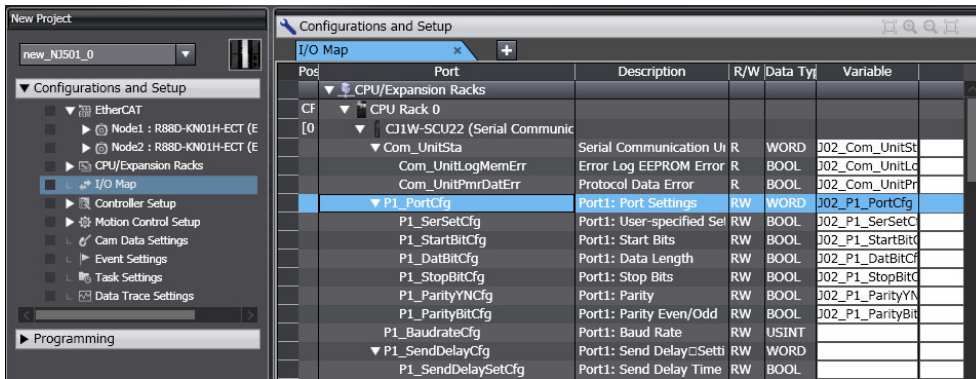 New Project
new_NJ501_0
▼ Configurations and Setup
▼ EtherCAT
▶ Node1 : R88D-KN01H-ECT (E
▶ Node2 : R88D-KN01H-ECT (E
▶ CPU/Expansion Racks
I/O Map
▶ Controller Setup
▶ Motion Control Setup
Cam Data Settings
Event Settings
Task Settings
Data Trace Settings
▶ Programming
Configurations and Setup
I/O Map × +
Pos Port Description R/W Data Typ Variable
▼ CPU/Expansion Racks
CP ▼ CPU Rack 0
[0 ▼ CJ1W-SCU22 (Serial Communic
▼ Com_UnitSta Serial Communication Un R WORD J02_Com_UnitSt
Com_UnitLogMemErr Error Log EEPROM Error R BOOL J02_Com_UnitLo
Com_UnitPmrDatErr Protocol Data Error R BOOL J02_Com_UnitPr
▼ P1_PortCfg Port1: Port Settings RW WORD J02_P1_PortCfg
P1_SerSetCfg Port1: User-specified Set RW BOOL J02_P1_SerSetCf
P1_StartBitCfg Port1: Start Bits RW BOOL J02_P1_StartBitC
P1_DatBitCfg Port1: Data Length RW BOOL J02_P1_DatBitCf
P1_StopBitCfg Port1: Stop Bits RW BOOL J02_P1_StopBitC
P1_ParityYNCfg Port1: Parity RW BOOL J02_P1_ParityYN
P1_ParityBitCfg Port1: Parity Even/Odd RW BOOL J02_P1_ParityBit
P1_BaudrateCfg Port1: Baud Rate RW USINT
▼ P1_SendDelayCfg Port1: Send Delay□Setti RW WORD
P1_SendDelaySetCfg Port1: Send Delay Time RW BOOL